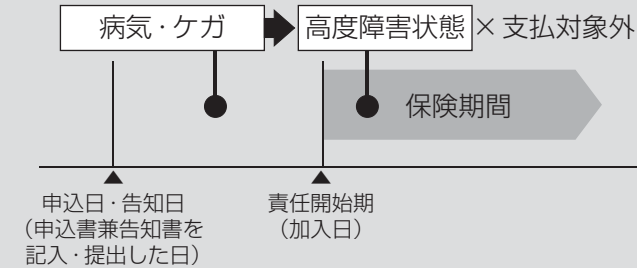 病気・ケガ
高度障害状態
×支払対象外
保険期間
申込日・告知日
(申込書兼告知書を
記入・提出した日)
責任開始期
(加入日)